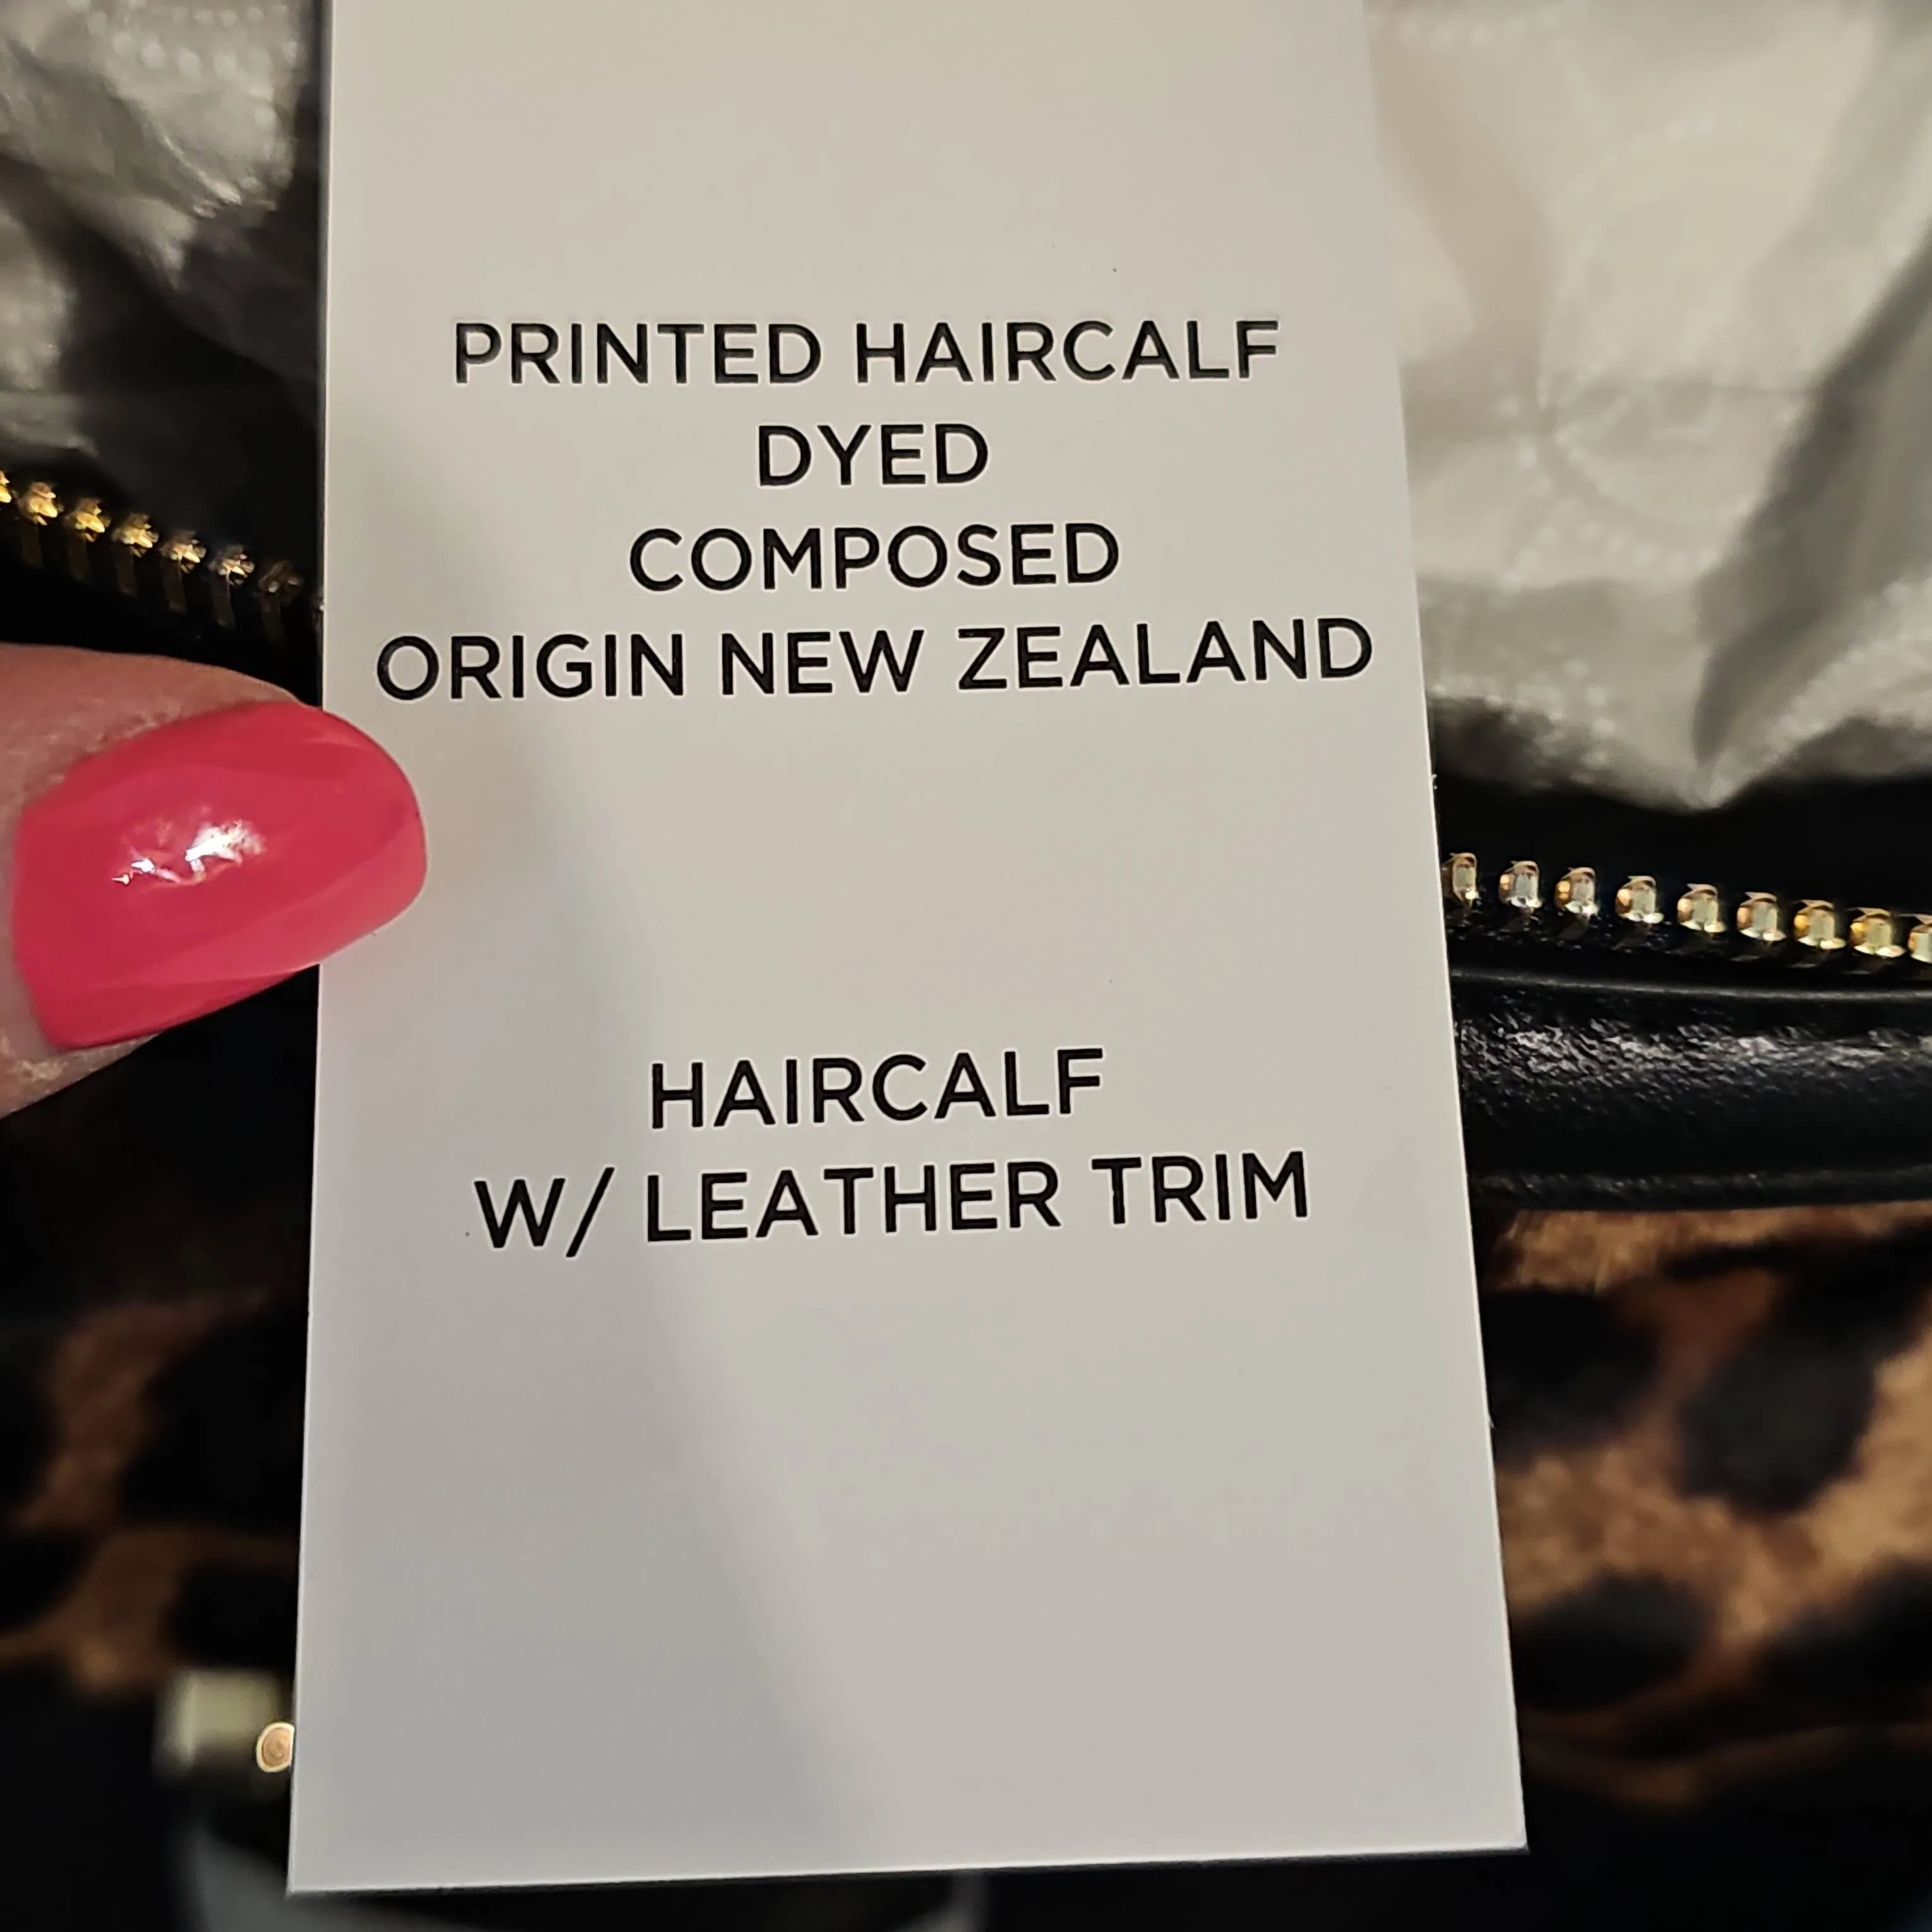 PRINTED HAIRCALF
DYED
COMPOSED
ORIGIN NEW ZEALAND
HAIRCALF
W/ LEATHER TRIM